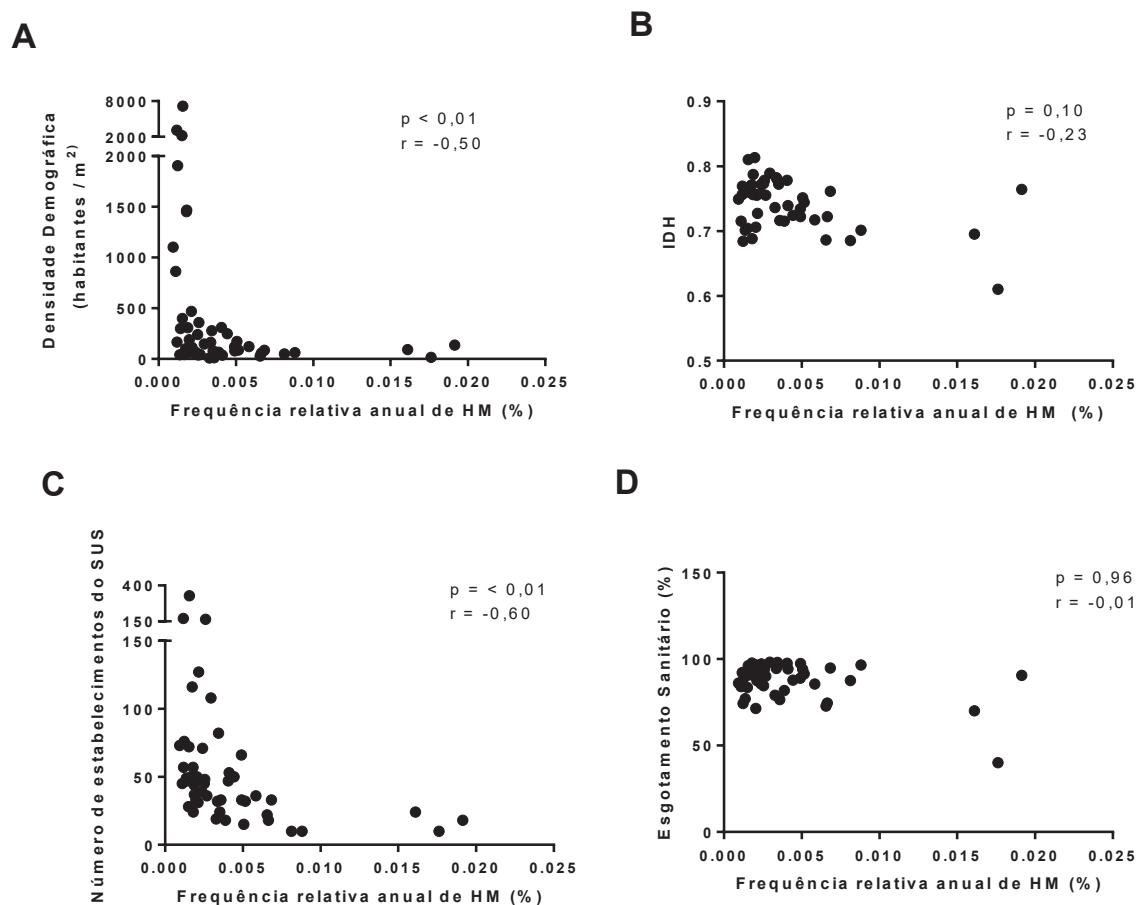 A
Densidade Demográfica
(habitantes / m²)
8000
2000
2000
1500
1000
500
0
0.000 0.005 0.010 0.015 0.020 0.025
Frequência relativa anual de HM (%)
p < 0,01
r = -0,50
B
IDH
0.9
0.8
0.7
0.6
0.5
0.000 0.005 0.010 0.015 0.020 0.025
Frequência relativa anual de HM (%)
p = 0,10
r = -0,23
C
Número de estabelecimentos do SUS
400
150
150
100
50
0
0.000 0.005 0.010 0.015 0.020 0.025
Frequência relativa anual de HM (%)
p = < 0,01
r = -0,60
D
Esgotamento Sanitário (%)
150
100
50
0
0.000 0.005 0.010 0.015 0.020 0.025
Frequência relativa anual de HM (%)
p = 0,96
r = -0,01